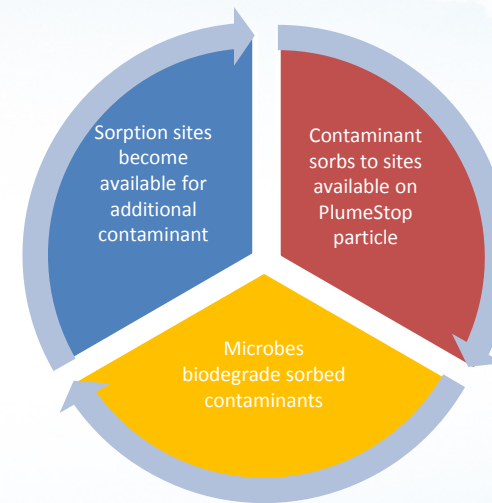 Sorption sites
become
available for
additional
contaminant
Contaminant
sorbs to sites
available on
PlumeStop
particle
Microbes
biodegrade sorbed
contaminants